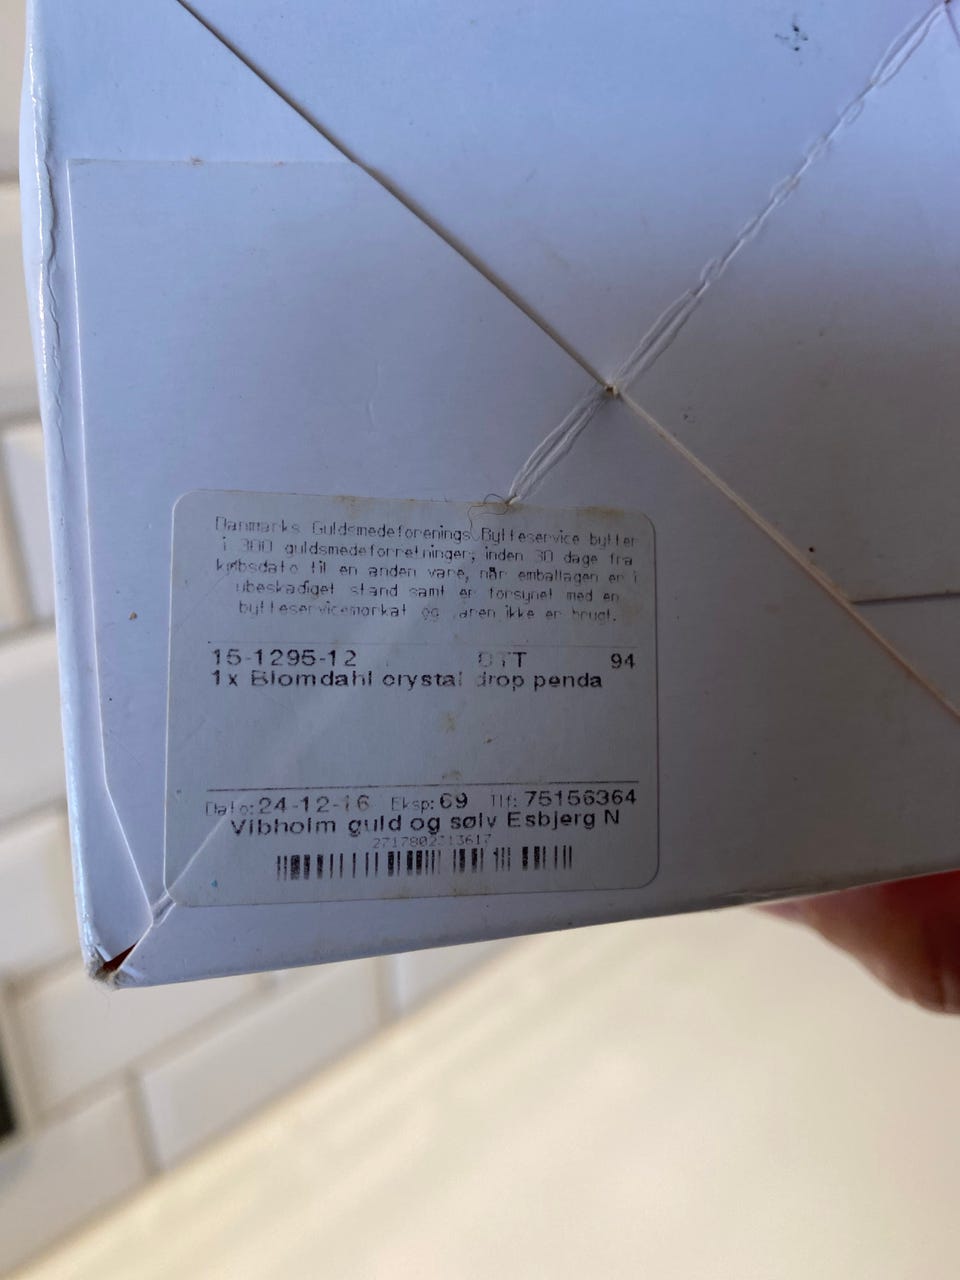 Danmarks Guldsmedeforenings Bytteservice bytter
i 300 guldsmedeforretninger, inden 30 dage fra
købsdato til en anden vare, når emballagen er i
ubeskadiget stand samt er forsynet med en
bytteservicemærkat og varen ikke er brugt.
15-1295-12 DTT 94
1x Blomdahl crystal drop penda
Dato:24-12-16 Eksp:69 Tlf: 75156364
Vibholm guld og sølv Esbjerg N